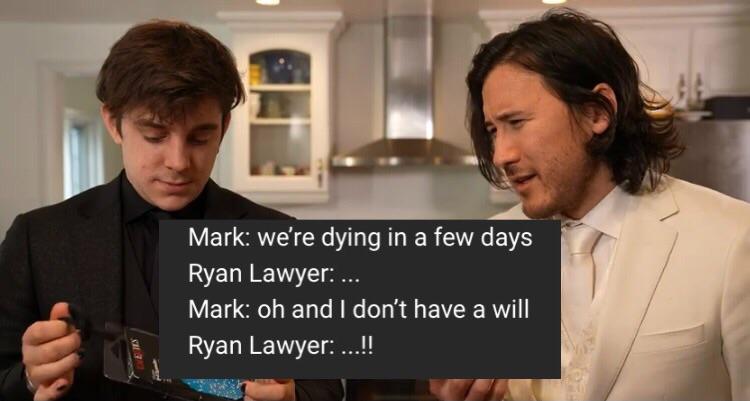 Mark: we're dying in a few days
Ryan Lawyer: ...
Mark: oh and I don't have a will
Ryan Lawyer: ...!!